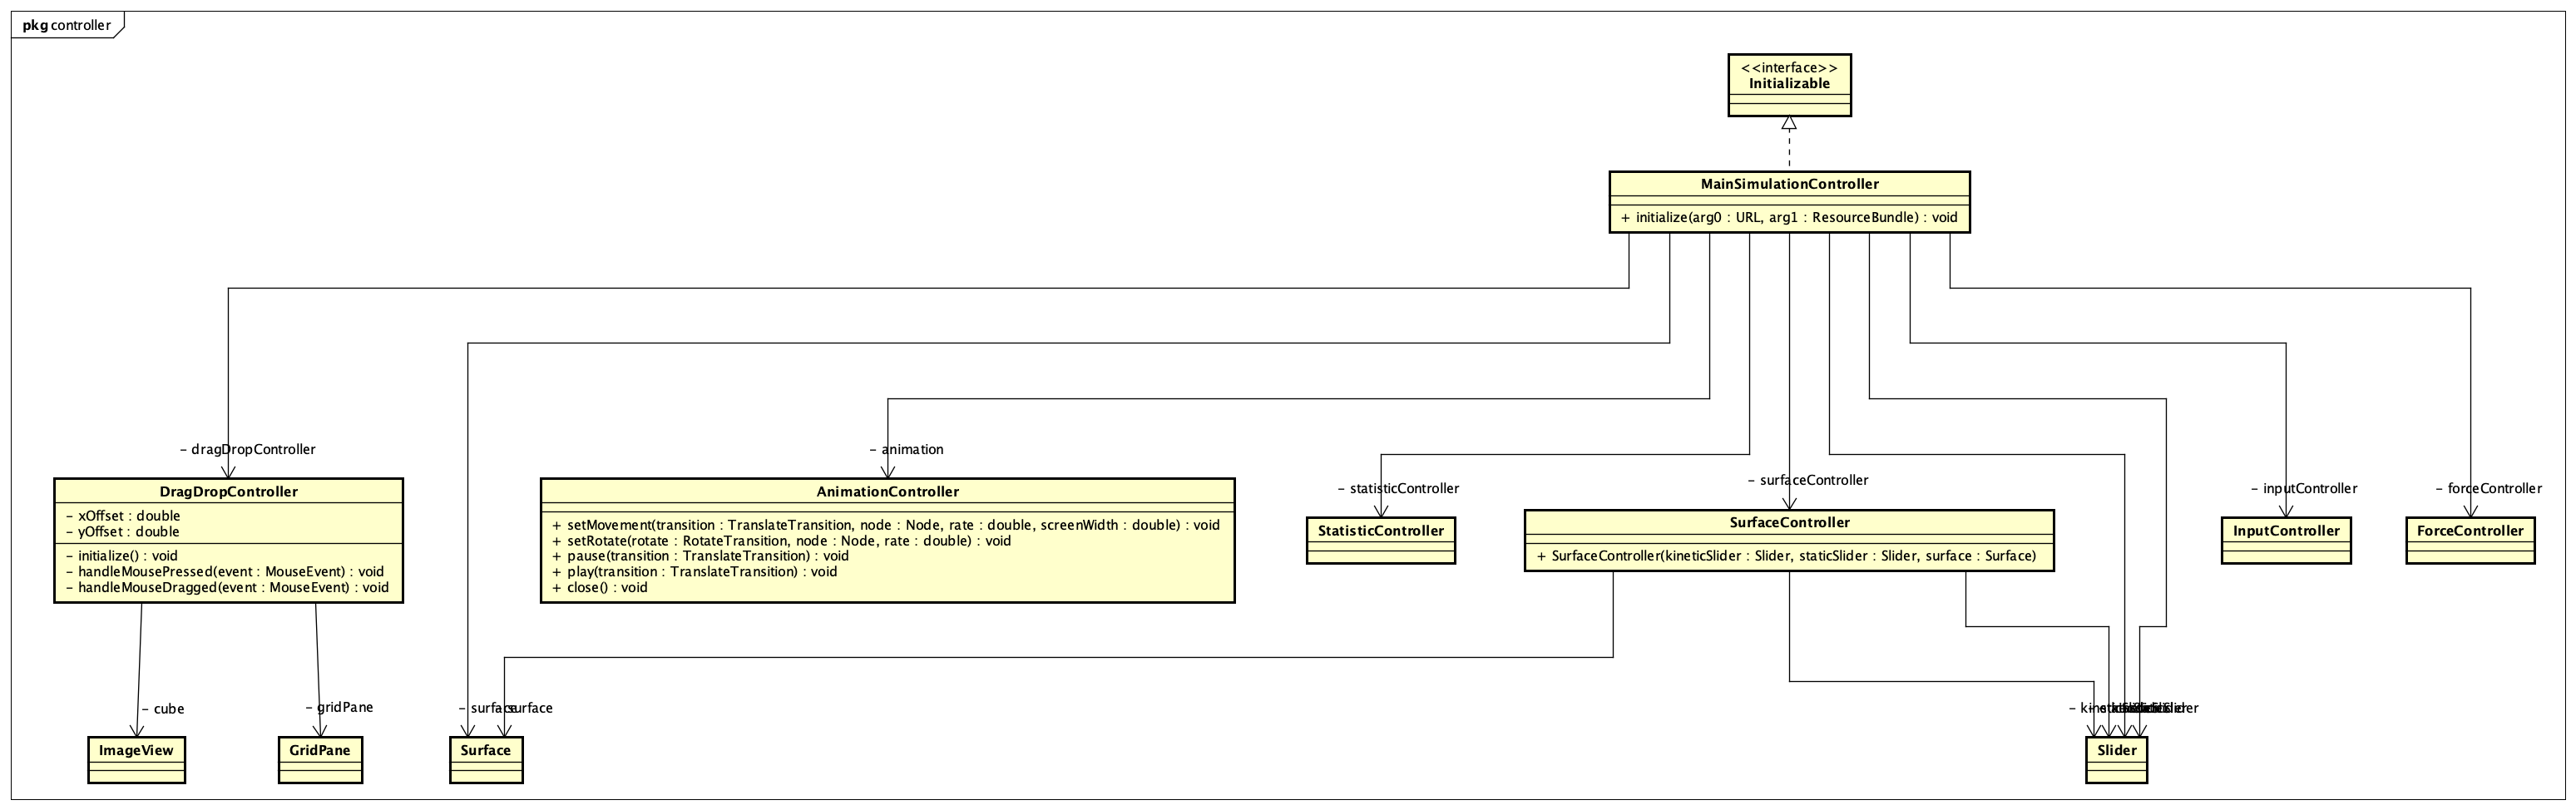 pkg controller
<<interface>>
Initializable
MainSimulationController
+ initialize(arg0 : URL, arg1 : ResourceBundle) : void
- dragDropController
- animation
- statisticController
- surfaceController
- inputController
- forceController
DragDropController
- xOffset : double
- yOffset : double
- initialize() : void
- handleMousePressed(event : MouseEvent) : void
- handleMouseDragged(event : MouseEvent) : void
AnimationController
+ setMovement(transition : TranslateTransition, node : Node, rate : double, screenWidth : double) : void
+ setRotate(rotate : RotateTransition, node : Node, rate : double) : void
+ pause(transition : TranslateTransition) : void
+ play(transition : TranslateTransition) : void
+ close() : void
StatisticController
SurfaceController
+ SurfaceController(kineticSlider : Slider, staticSlider : Slider, surface : Surface)
InputController
ForceController
- cube
- gridPane
- surface
surface
ImageView
GridPane
Surface
Slider